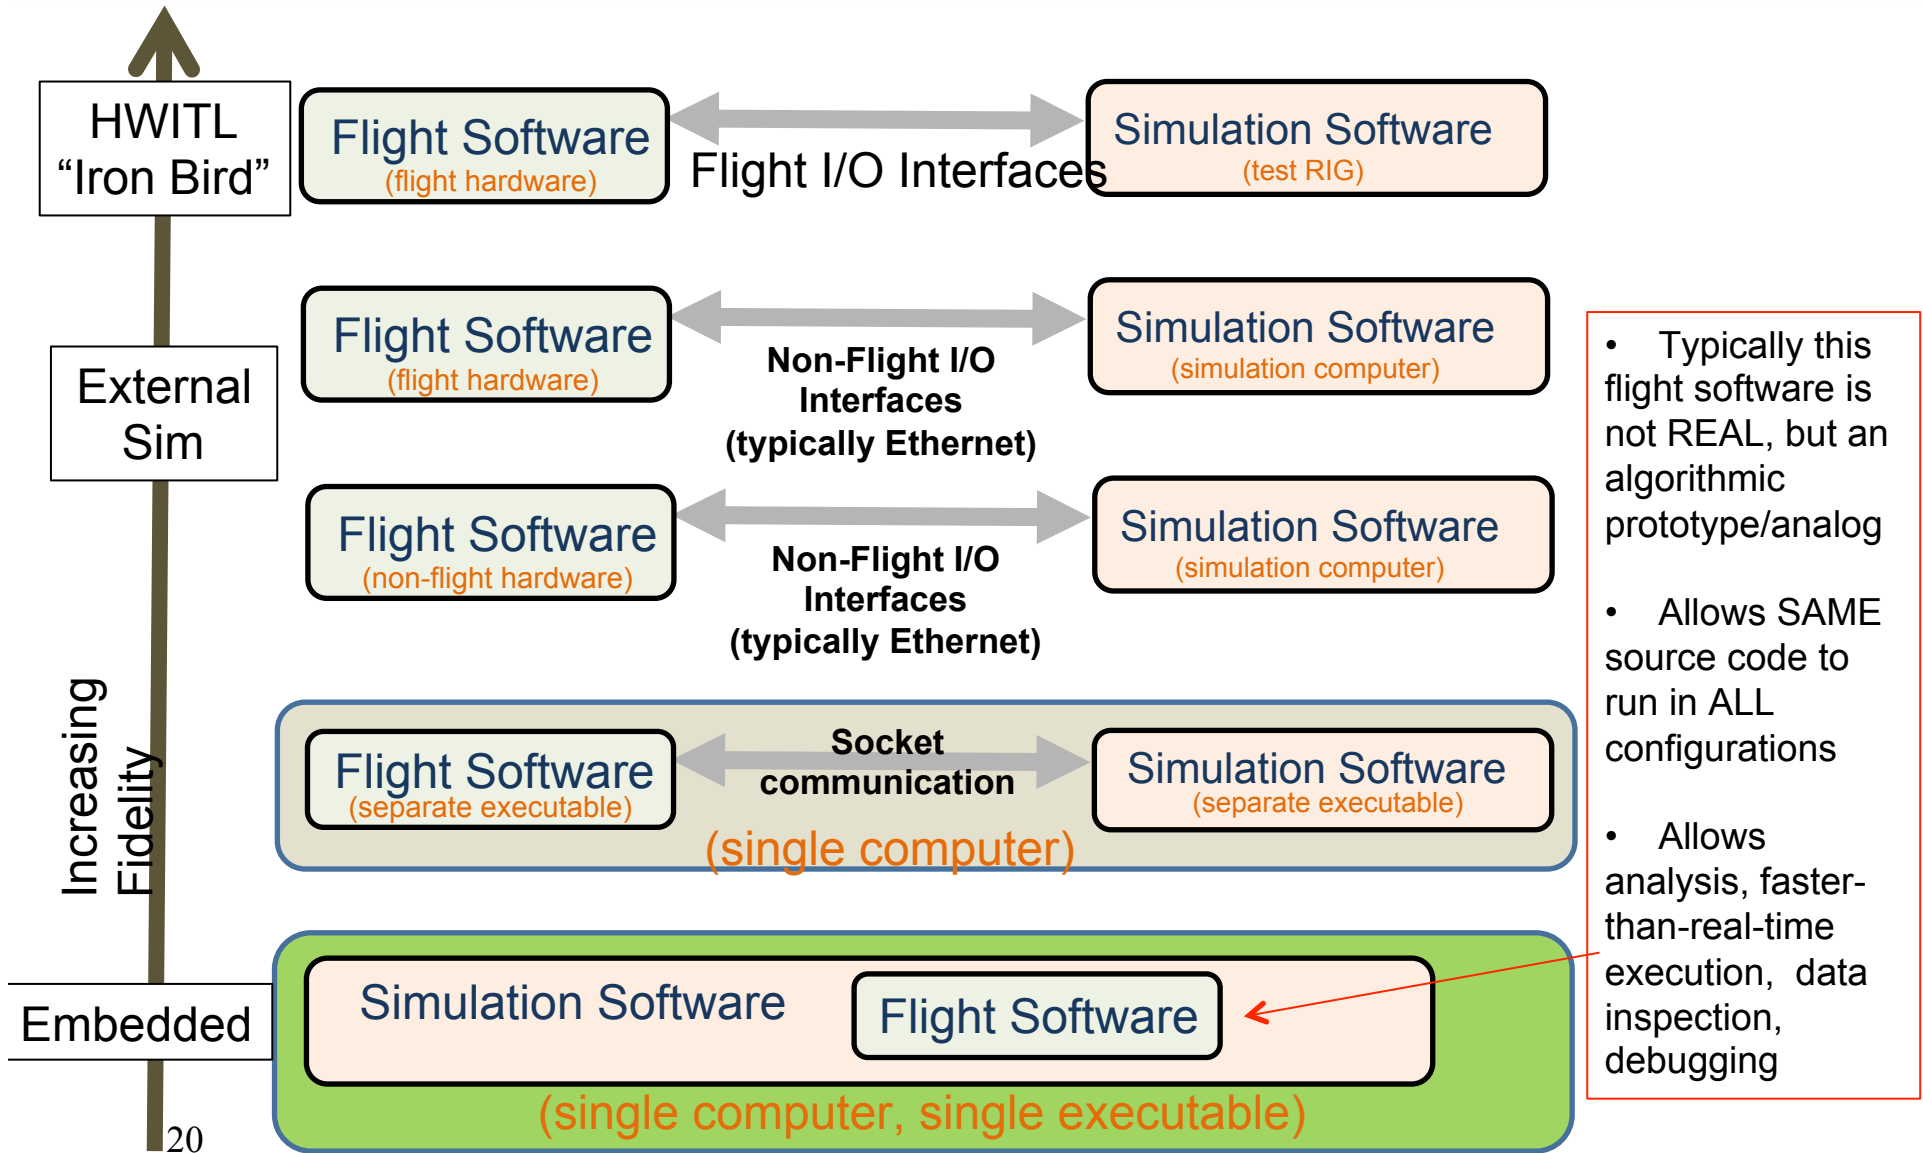 HWITL
“Iron Bird”
Flight Software
(flight hardware)
Flight I/O Interfaces
Simulation Software
(test RIG)
External
Sim
Flight Software
(flight hardware)
Non-Flight I/O
Interfaces
(typically Ethernet)
Simulation Software
(simulation computer)
Flight Software
(non-flight hardware)
Non-Flight I/O
Interfaces
(typically Ethernet)
Simulation Software
(simulation computer)
Increasing
Fidelity
Flight Software
(separate executable)
Socket
communication
Simulation Software
(separate executable)
(single computer)
Embedded
Simulation Software
Flight Software
(single computer, single executable)
• Typically this
flight software is
not REAL, but an
algorithmic
prototype/analog
• Allows SAME
source code to
run in ALL
configurations
• Allows
analysis, faster-
than-real-time
execution, data
inspection,
debugging
20